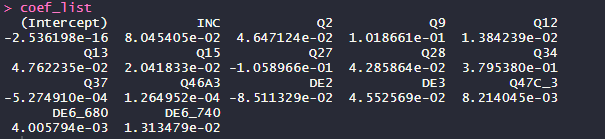 > coef_list
(Intercept) INC Q2 Q9 Q12
-2.536198e-16 8.045405e-02 4.647124e-02 1.018661e-01 1.384239e-02
Q13 Q15 Q27 Q28 Q34
4.762235e-02 2.041833e-02 -1.058966e-01 4.285864e-02 3.795380e-01
Q37 Q46A3 DE2 DE3 Q47C_3
-5.274910e-04 1.264952e-04 -8.511329e-02 4.552569e-02 8.214045e-03
DE6_680 DE6_740
4.005794e-03 1.313479e-02